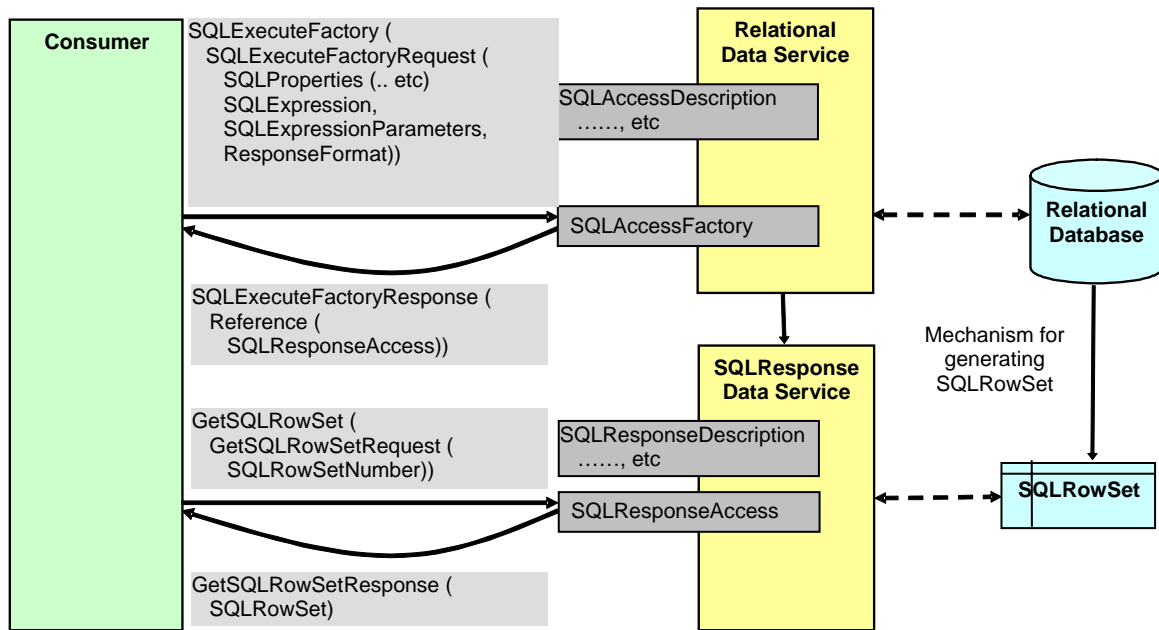 Consumer
SQLExecuteFactory (
SQLExecuteFactoryRequest (
SQLProperties (.. etc)
SQLExpression,
SQLExpressionParameters,
ResponseFormat))
Relational
Data Service
SQLAccessDescription
......, etc
SQLAccessFactory
Relational
Database
SQLExecuteFactoryResponse (
Reference (
SQLResponseAccess))
Mechanism for
generating
SQLRowSet
SQLResponse
Data Service
GetSQLRowSet (
GetSQLRowSetRequest (
SQLRowSetNumber))
SQLResponseDescription
......, etc
SQLResponseAccess
SQLRowSet
GetSQLRowSetResponse (
SQLRowSet)